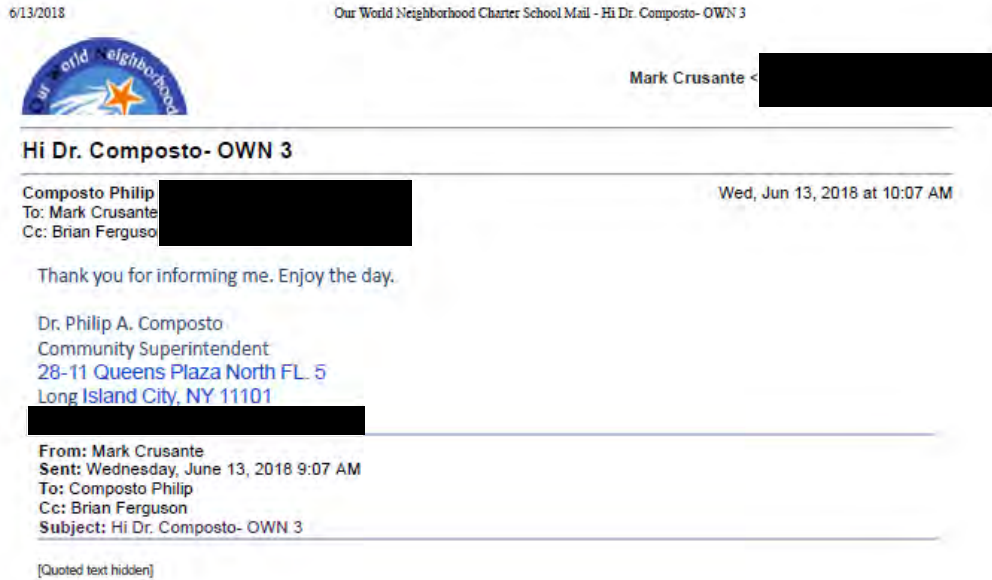 6/13/2018 Our World Neighborhood Charter School Mail - Hi Dr. Composto- OWN 3
Our World Neighborhood
Mark Crusante <
Hi Dr. Composto- OWN 3
Composto Philip Wed, Jun 13, 2018 at 10:07 AM
To: Mark Crusante
Cc: Brian Ferguso
Thank you for informing me. Enjoy the day.
Dr. Philip A. Composto
Community Superintendent
28-11 Queens Plaza North FL. 5
Long Island City, NY 11101
From: Mark Crusante
Sent: Wednesday, June 13, 2018 9:07 AM
To: Composto Philip
Cc: Brian Ferguson
Subject: Hi Dr. Composto- OWN 3
[Quoted text hidden]